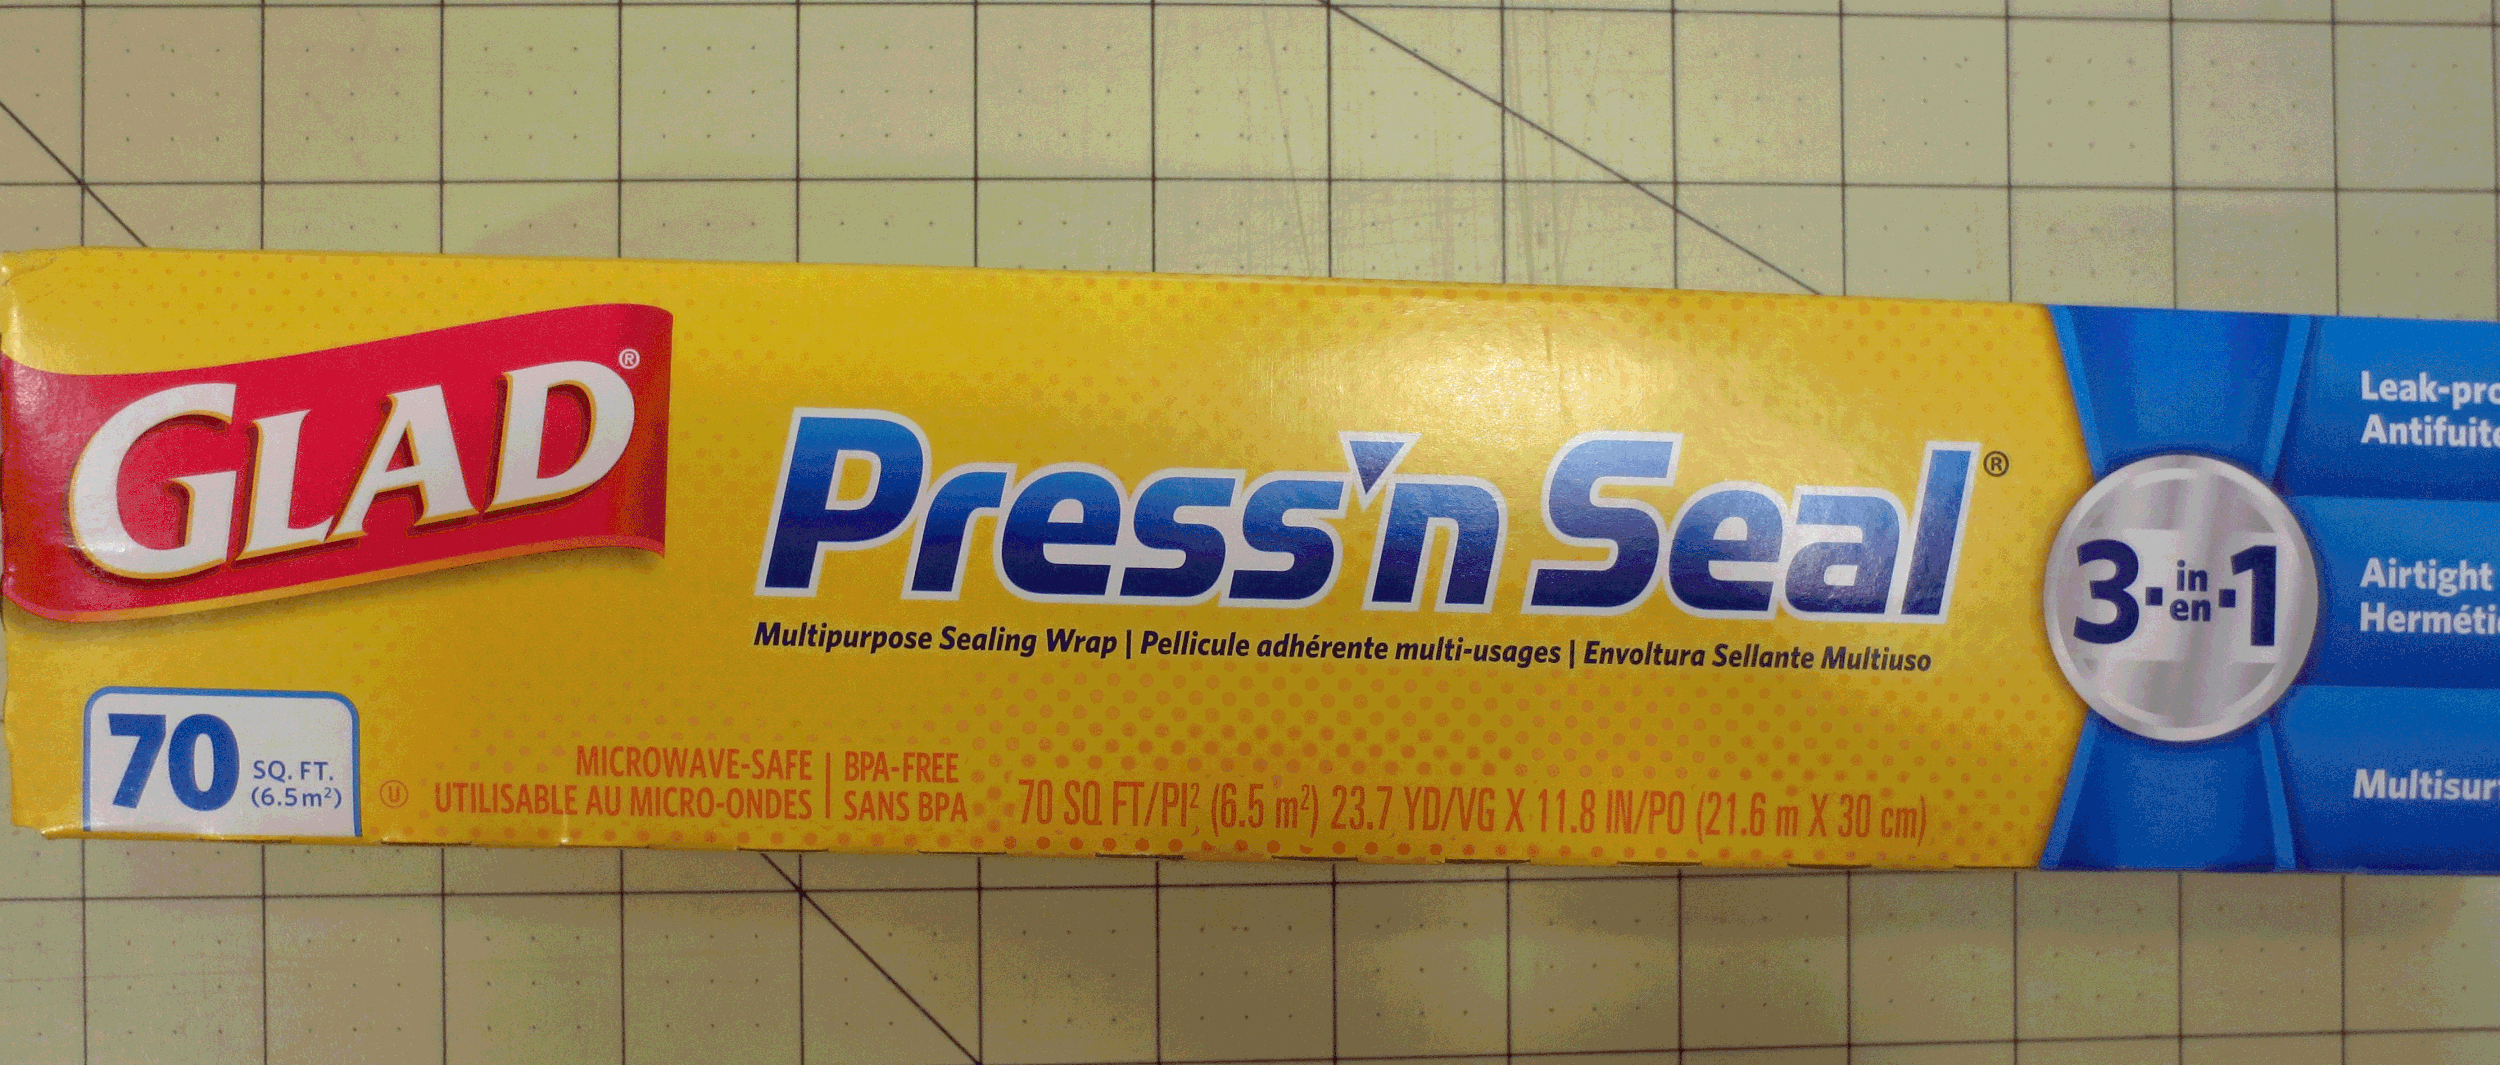 GLAD®
Press'n Seal®
Multipurpose Sealing Wrap | Pellicule adhérente multi-usages | Envoltura Sellante Multiuso
70 SQ. FT.
(6.5 m²)
U
MICROWAVE-SAFE | BPA-FREE
UTILISABLE AU MICRO-ONDES | SANS BPA
70 SQ FT/PI² (6.5 m²) 23.7 YD/VG X 11.8 IN/PO (21.6 m X 30 cm)
3·in·1
en
Airtight